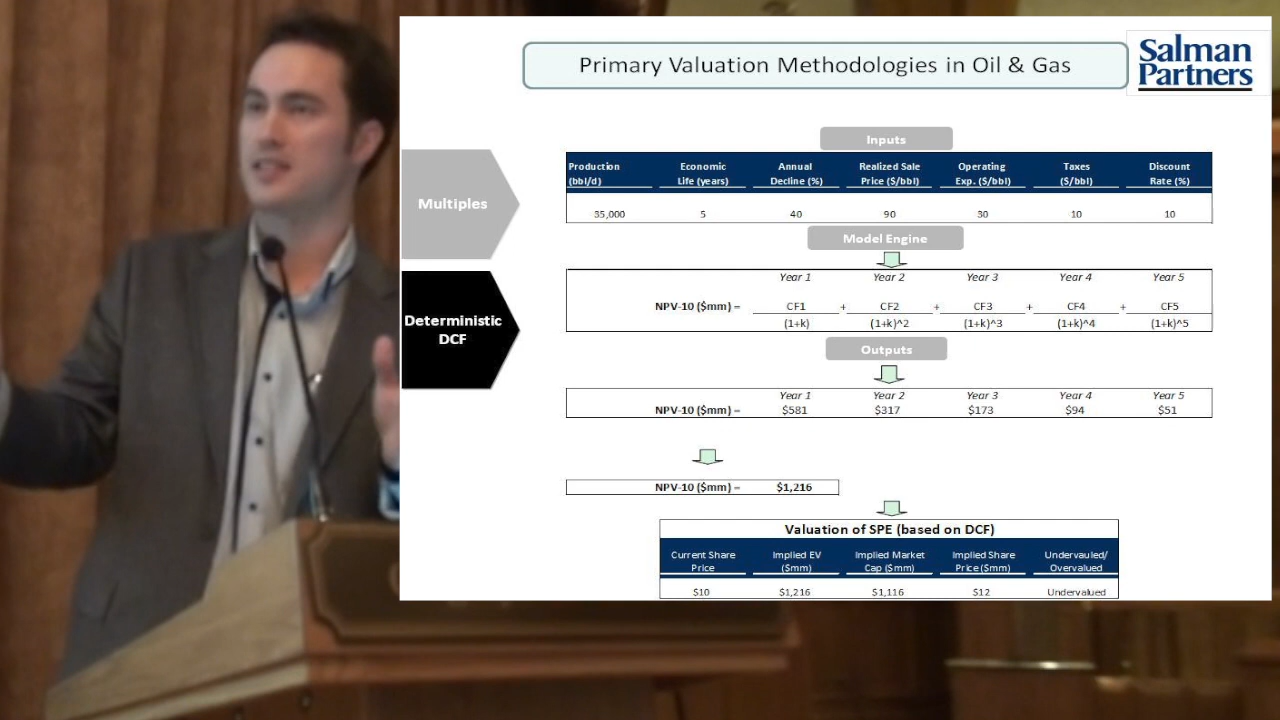 Primary Valuation Methodologies in Oil & Gas
Salman
Partners
Multiples
Deterministic
DCF
Inputs
Production Economic Annual Realized Sale Operating Taxes Discount
(bbl/d) Life (years) Decline (%) Price ($/bbl) Exp. ($/bbl) ($/bbl) Rate (%)
35,000 5 40 90 30 10 10
Model Engine
Year 1 Year 2 Year 3 Year 4 Year 5
NPV-10 ($mm) = CF1 + CF2 + CF3 + CF4 + CF5
(1+k) (1+k)^2 (1+k)^3 (1+k)^4 (1+k)^5
Outputs
Year 1 Year 2 Year 3 Year 4 Year 5
NPV-10 ($mm) = $581 $317 $173 $94 $51
NPV-10 ($mm) = $1,216
Valuation of SPE (based on DCF)
Current Share Implied EV Implied Market Implied Share Undervauled/
Price ($mm) Cap ($mm) Price ($mm) Overvalued
$10 $1,216 $1,116 $12 Undervalued